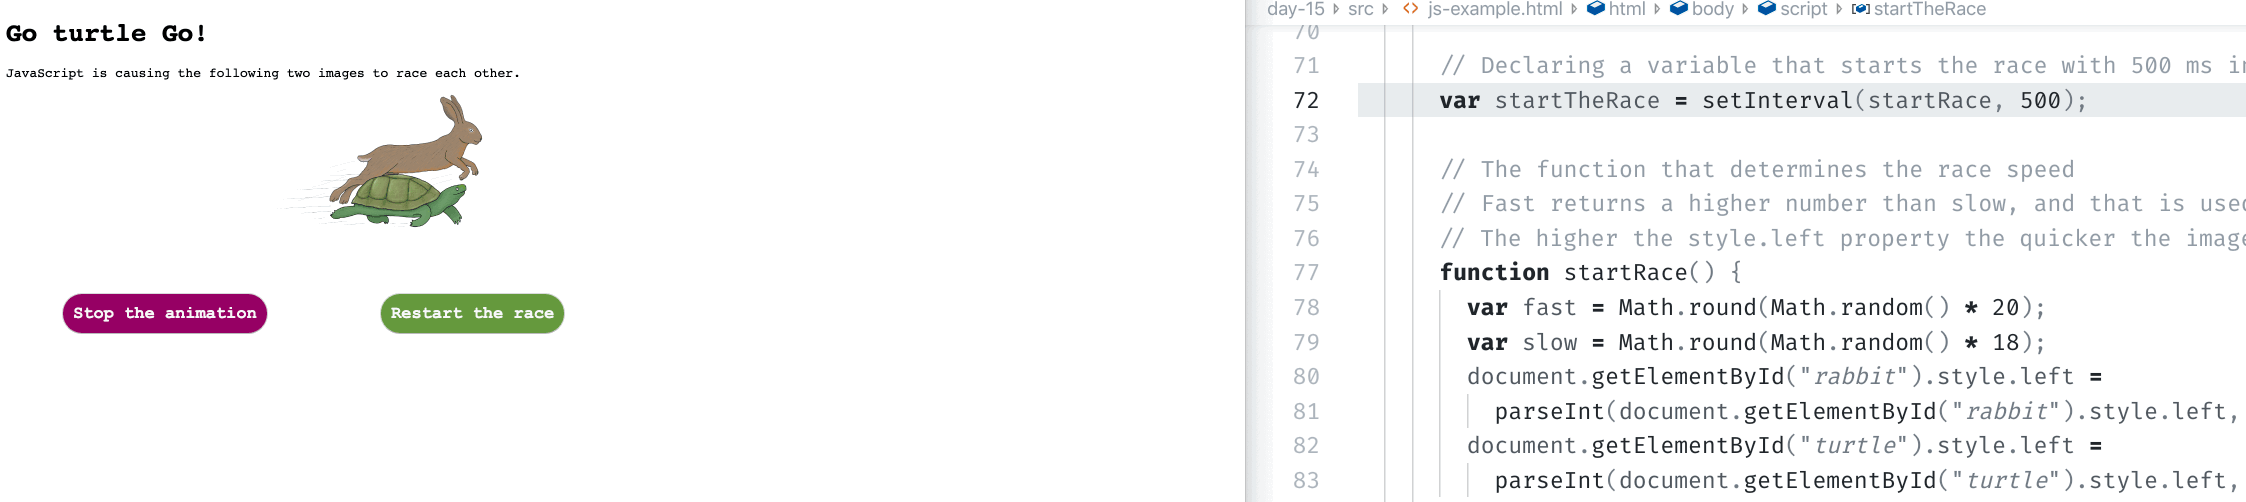 Go turtle Go!
JavaScript is causing the following two images to race each other.
Stop the animation
Restart the race
day-15 src js-example.html html body script startTheRace
70
71 // Declaring a variable that starts the race with 500 ms
72 var startTheRace = setInterval(startRace, 500);
73
74 // The function that determines the race speed
75 // Fast returns a higher number than slow, and that is
76 // The higher the style.left property the quicker the
77 function startRace() {
78 var fast = Math.round(Math.random() * 20);
79 var slow = Math.round(Math.random() * 18);
80 document.getElementById("rabbit").style.left =
81 parseInt(document.getElementById("rabbit").style.left,
82 document.getElementById("turtle").style.left =
83 parseInt(document.getElementById("turtle").style.left,